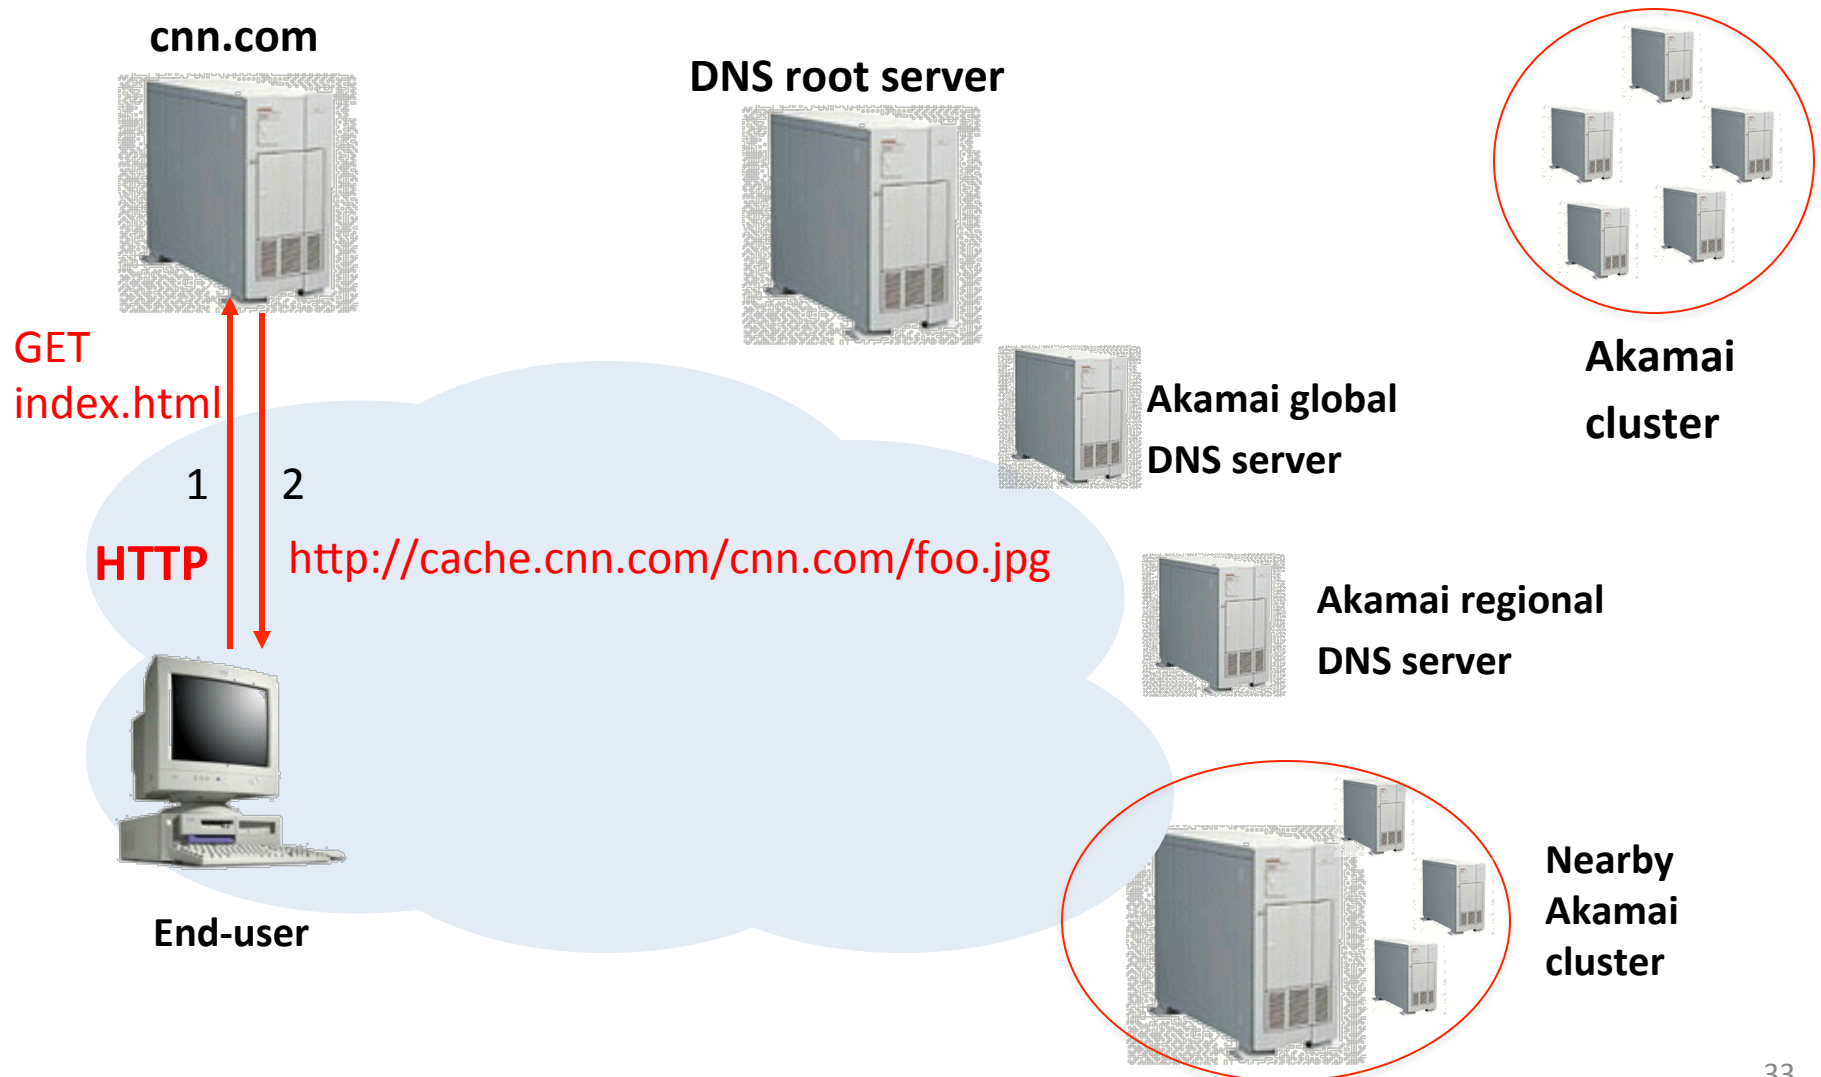 cnn.com
DNS root server
GET
index.html
Akamai
cluster
Akamai global
DNS server
1
2
HTTP
http://cache.cnn.com/cnn.com/foo.jpg
Akamai regional
DNS server
End-user
Nearby
Akamai
cluster
33